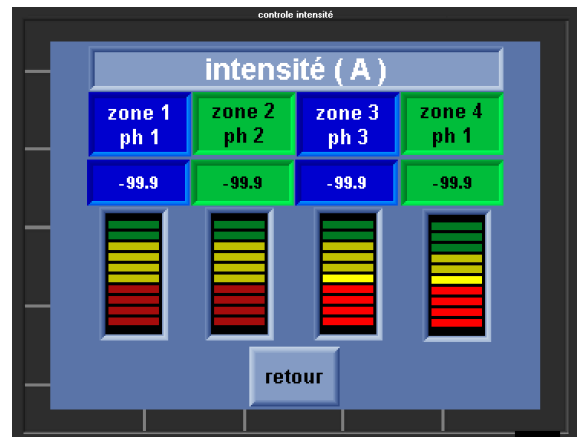 controle intensité
intensité ( A )
zone 1 zone 2 zone 3 zone 4
ph 1 ph 2 ph 3 ph 1
-99.9 -99.9 -99.9 -99.9
retour